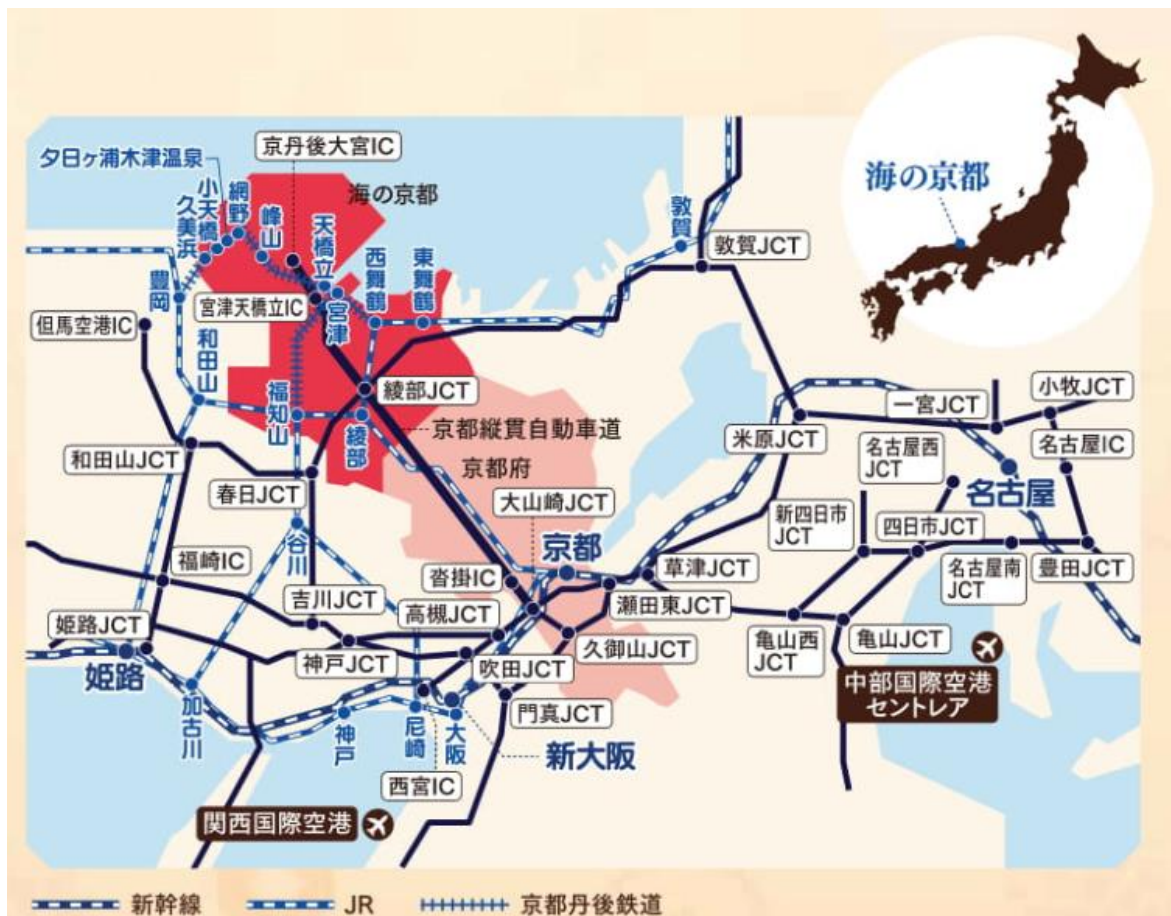 海の京都
夕日ヶ浦木津温泉
京丹後大宮IC
海の京都
久美浜
小天橋
網野
峰山
天橋立
西舞鶴
東舞鶴
敦賀
敦賀JCT
豊岡
宮津天橋立IC
宮津
但馬空港IC
和田山
福知山
綾部JCT
綾部
京都縦貫自動車道
京都府
和田山JCT
春日JCT
大山崎JCT
米原JCT
一宮JCT
小牧JCT
名古屋西
JCT
名古屋IC
名古屋
新四日市
JCT
四日市JCT
谷川
京都
福崎IC
沓掛IC
草津JCT
名古屋南
JCT
豊田JCT
吉川JCT
高槻JCT
瀬田東JCT
姫路JCT
神戸JCT
吹田JCT
久御山JCT
亀山西
JCT
亀山JCT
姫路
加古川
神戸
尼崎
大阪
門真JCT
新大阪
西宮IC
中部国際空港
セントレア
関西国際空港
新幹線
JR
京都丹後鉄道